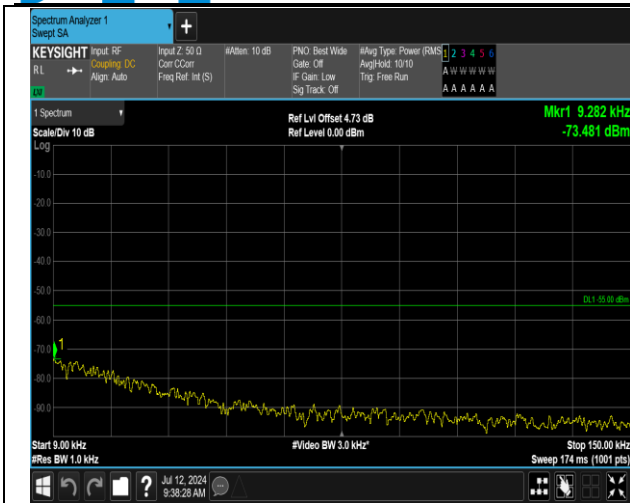 Spectrum Analyzer 1
Swept SA
+
KEYSIGHT
Input: RF
Coupling: DC
Align: Auto
Input Z: 50 Ω
Corr CCorr
Freq Ref: Int (S)
#Atten: 10 dB
PNO: Best Wide
Gate: Off
IF Gain: Low
Sig Track: Off
#Avg Type: Power (RMS
Avg|Hold: 10/10
Trig: Free Run
1 2 3 4 5 6
A W W W W W
A A A A A A
RL
LXI
1 Spectrum
Scale/Div 10 dB
Log
Ref Lvl Offset 4.73 dB
Ref Level 0.00 dBm
Mkr1 9.282 kHz
-73.481 dBm
-10.0
-20.0
-30.0
-40.0
-50.0
DL1 -55.00 dBm
-60.0
-70.0
1
-80.0
-90.0
Start 9.00 kHz
#Res BW 1.0 kHz
#Video BW 3.0 kHz*
Stop 150.00 kHz
Sweep 174 ms (1001 pts)
?
Jul 12, 2024
9:38:28 AM